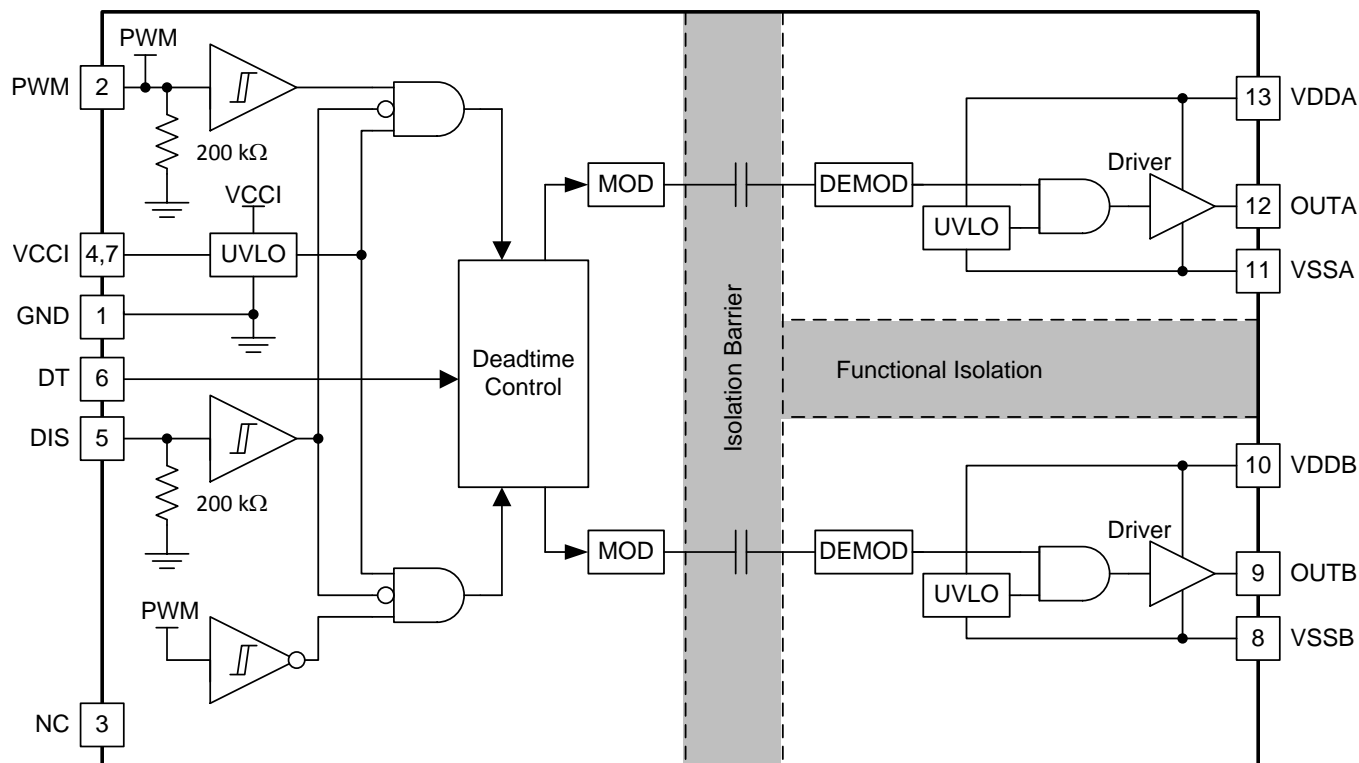 PWM
PWM 2
200 kΩ
VCCI
VCCI 4,7 UVLO
GND 1
DT 6
DIS 5
200 kΩ
PWM
NC 3
Deadtime
Control
MOD
MOD
Isolation Barrier
Functional Isolation
DEMOD
UVLO
Driver
13 VDDA
12 OUTA
11 VSSA
DEMOD
UVLO
Driver
10 VDDB
9 OUTB
8 VSSB